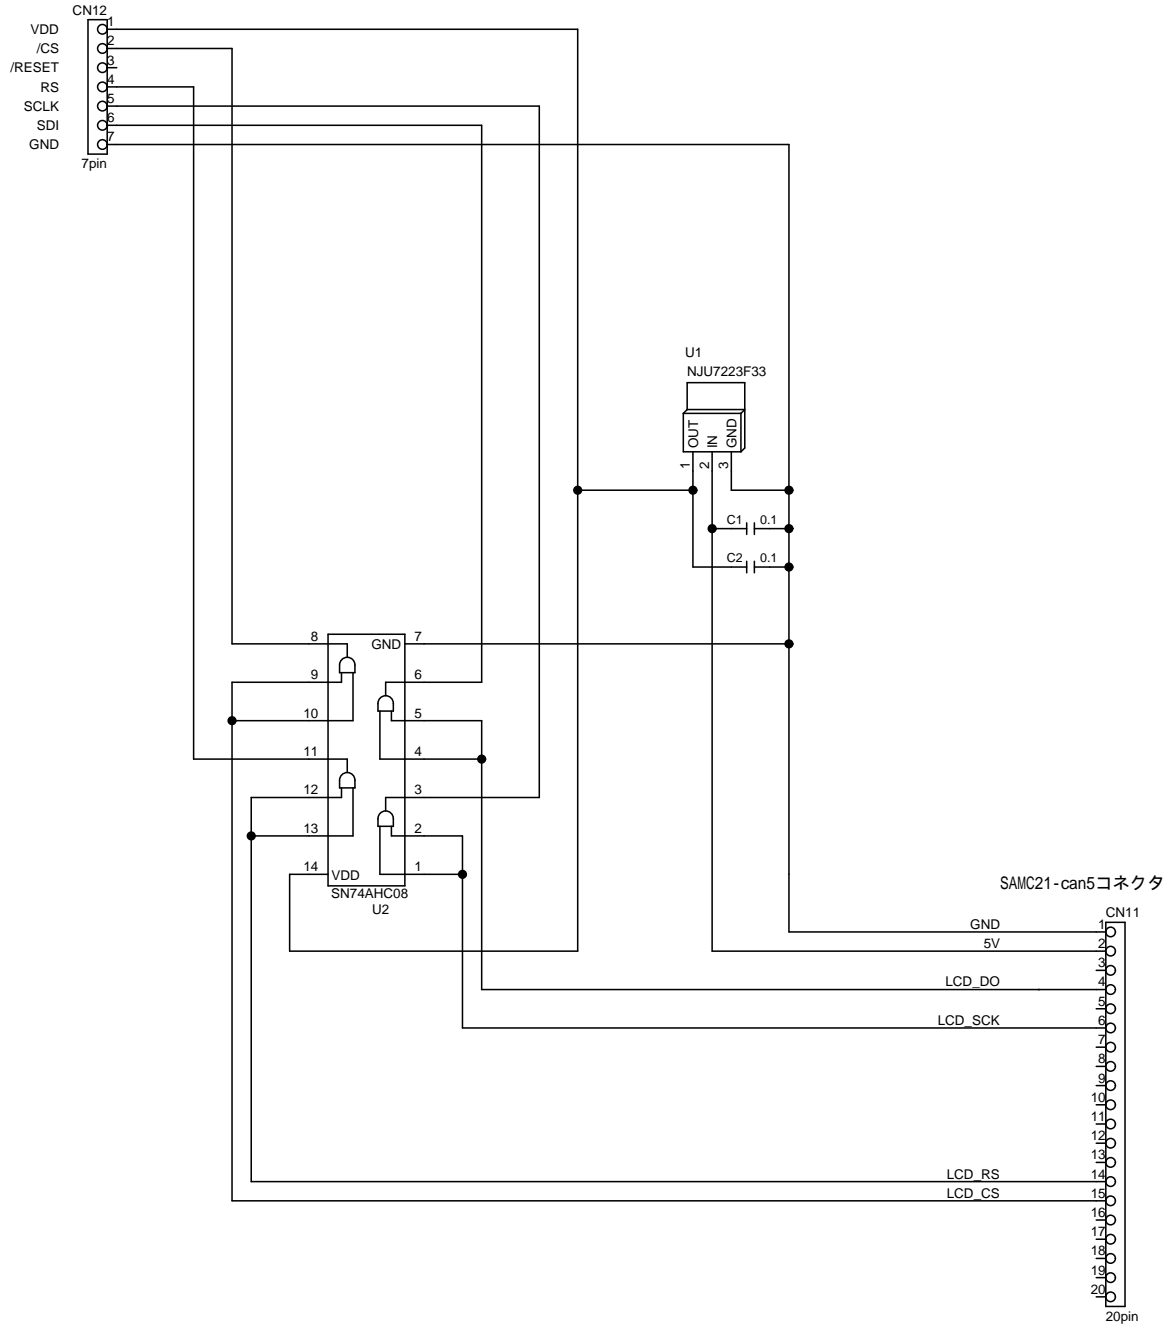 CN12
VDD 1
/CS 2
/RESET 3
RS 4
SCLK 5
SDI 6
GND 7
7pin
U1
NJU7223F33
OUT IN GND
1 2 3
C1 0.1
C2 0.1
8 GND 7
9 6
10 5
11 4
12 3
13 2
14 VDD 1
SN74AHC08
U2
SAMC21-can5コネクタ
CN11
GND 1
5V 2
3
LCD_DO 4
5
LCD_SCK 6
7
8
9
10
11
12
13
LCD_RS 14
LCD_CS 15
16
17
18
19
20
20pin